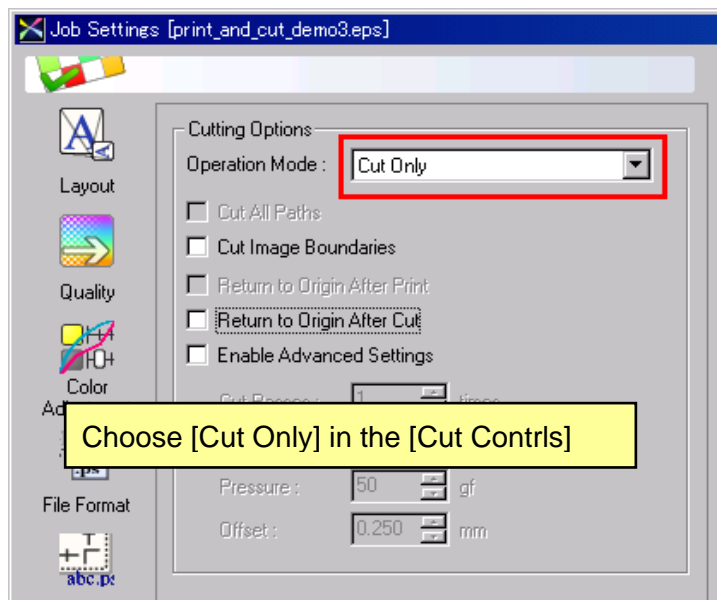 Job Settings [print_and_cut_demo3.eps]
Cutting Options
Operation Mode :
Cut Only
Layout
Cut All Paths
Cut Image Boundaries
Quality
Return to Origin After Print
Return to Origin After Cut
Enable Advanced Settings
Color
Choose [Cut Only] in the [Cut Contrls]
.ps
File Format
Pressure :
50
gf
Offset :
0.250
mm
abc.ps